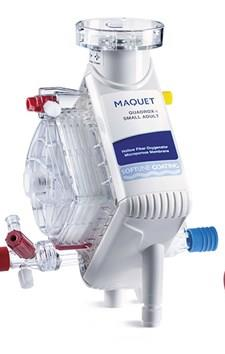 MAQUET
QUADROX-i
SMALL ADULT
Hollow Fiber Oxygenator
Microporous Membrane
SOFTLINE COATING